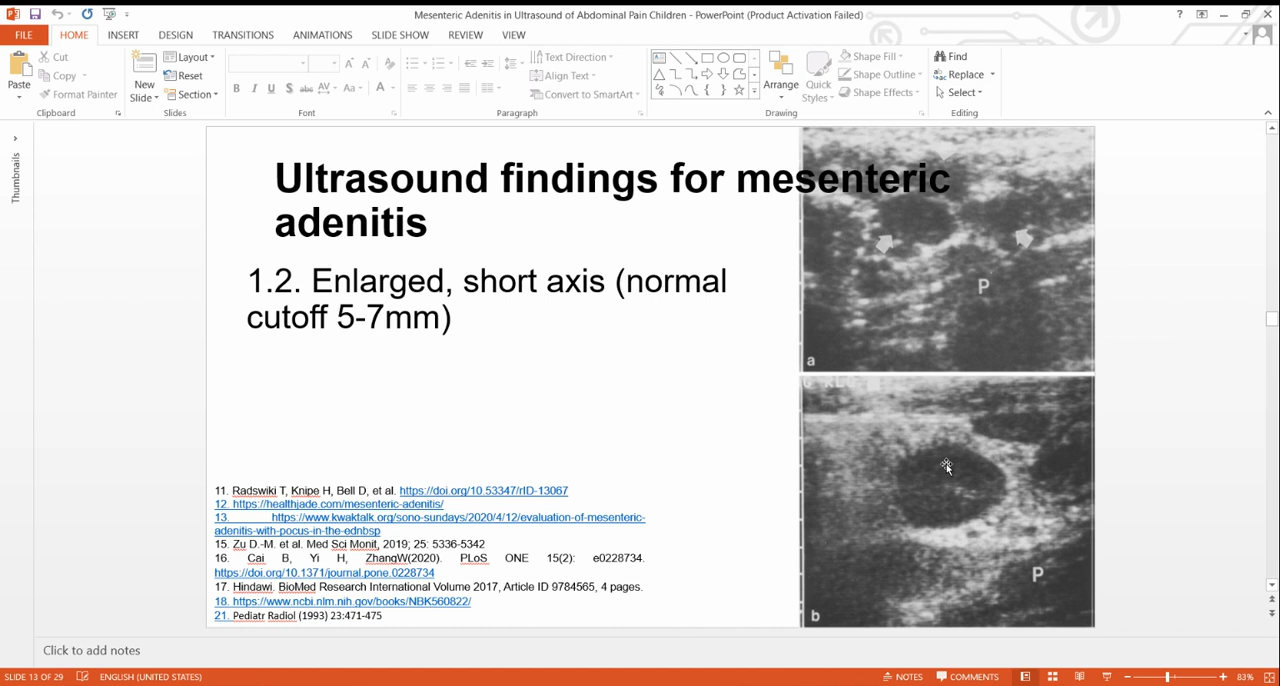 Mesenteric Adenitis in Ultrasound of Abdominal Pain Children - PowerPoint (Product Activation Failed)
FILE HOME INSERT DESIGN TRANSITIONS ANIMATIONS SLIDE SHOW REVIEW VIEW
Paste
Cut
Copy
Format Painter
Clipboard
New Slide
Layout
Reset
Section
Slides
B I U S abc AV Aa A
Font
Text Direction
Align Text
Convert to SmartArt
Paragraph
Arrange
Quick Styles
Shape Fill
Shape Outline
Shape Effects
Drawing
Find
Replace
Select
Editing
Thumbnails
Ultrasound findings for mesenteric
adenitis
1.2. Enlarged, short axis (normal
cutoff 5-7mm)
P
a
P
b
11. Radswiki T, Knipe H, Bell D, et al. https://doi.org/10.53347/rID-13067
12. https://healthjade.com/mesenteric-adenitis/
13. https://www.kwaktalk.org/sono-sundays/2020/4/12/evaluation-of-mesenteric-
adenitis-with-pocus-in-the-ednbsp
15. Zu D.-M. et al. Med Sci Monit, 2019; 25: 5336-5342
16. Cai B, Yi H, ZhangW(2020). PLoS ONE 15(2): e0228734.
https://doi.org/10.1371/journal.pone.0228734
17. Hindawi. BioMed Research International Volume 2017, Article ID 9784565, 4 pages.
18. https://www.ncbi.nlm.nih.gov/books/NBK560822/
21. Pediatr Radiol (1993) 23:471-475
Click to add notes
SLIDE 13 OF 29 ENGLISH (UNITED STATES) NOTES COMMENTS 83%